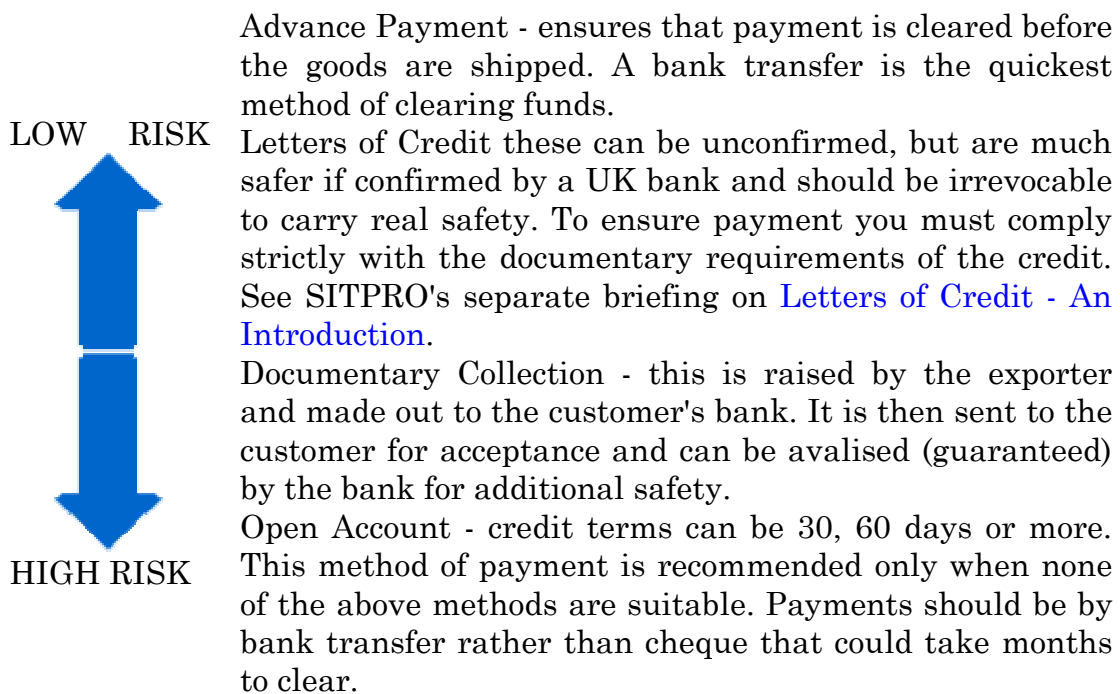 Advance Payment - ensures that payment is cleared before
the goods are shipped. A bank transfer is the quickest
method of clearing funds.
LOW RISK
Letters of Credit these can be unconfirmed, but are much
safer if confirmed by a UK bank and should be irrevocable
to carry real safety. To ensure payment you must comply
strictly with the documentary requirements of the credit.
See SITPRO's separate briefing on Letters of Credit - An
Introduction.
Documentary Collection - this is raised by the exporter
and made out to the customer's bank. It is then sent to the
customer for acceptance and can be avalised (guaranteed)
by the bank for additional safety.
Open Account - credit terms can be 30, 60 days or more.
HIGH RISK
This method of payment is recommended only when none
of the above methods are suitable. Payments should be by
bank transfer rather than cheque that could take months
to clear.